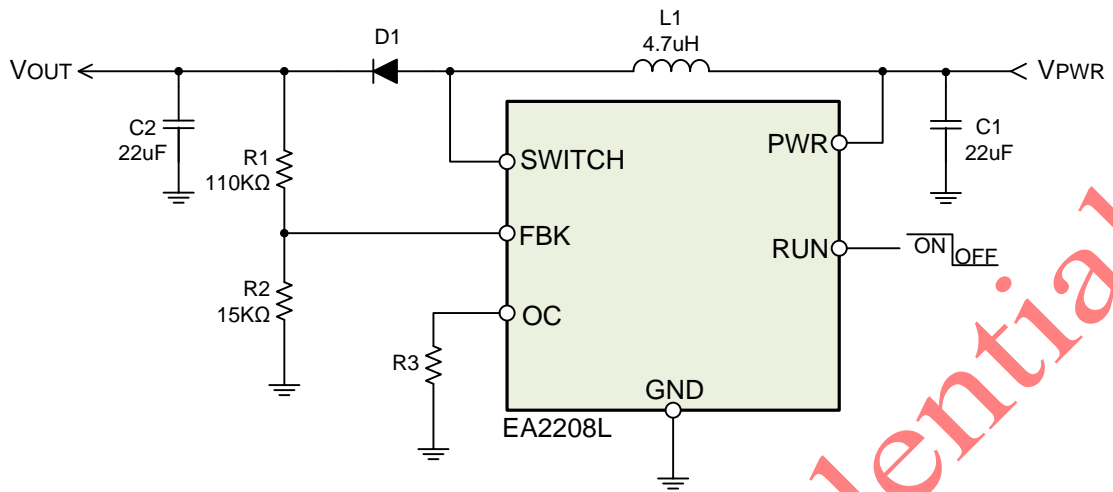 D1
L1
4.7uH
VOUT
VPWR
C2
22uF
R1
110KΩ
SWITCH
PWR
C1
22uF
FBK
RUN
ON
OFF
R2
15KΩ
OC
R3
GND
EA2208L
dential